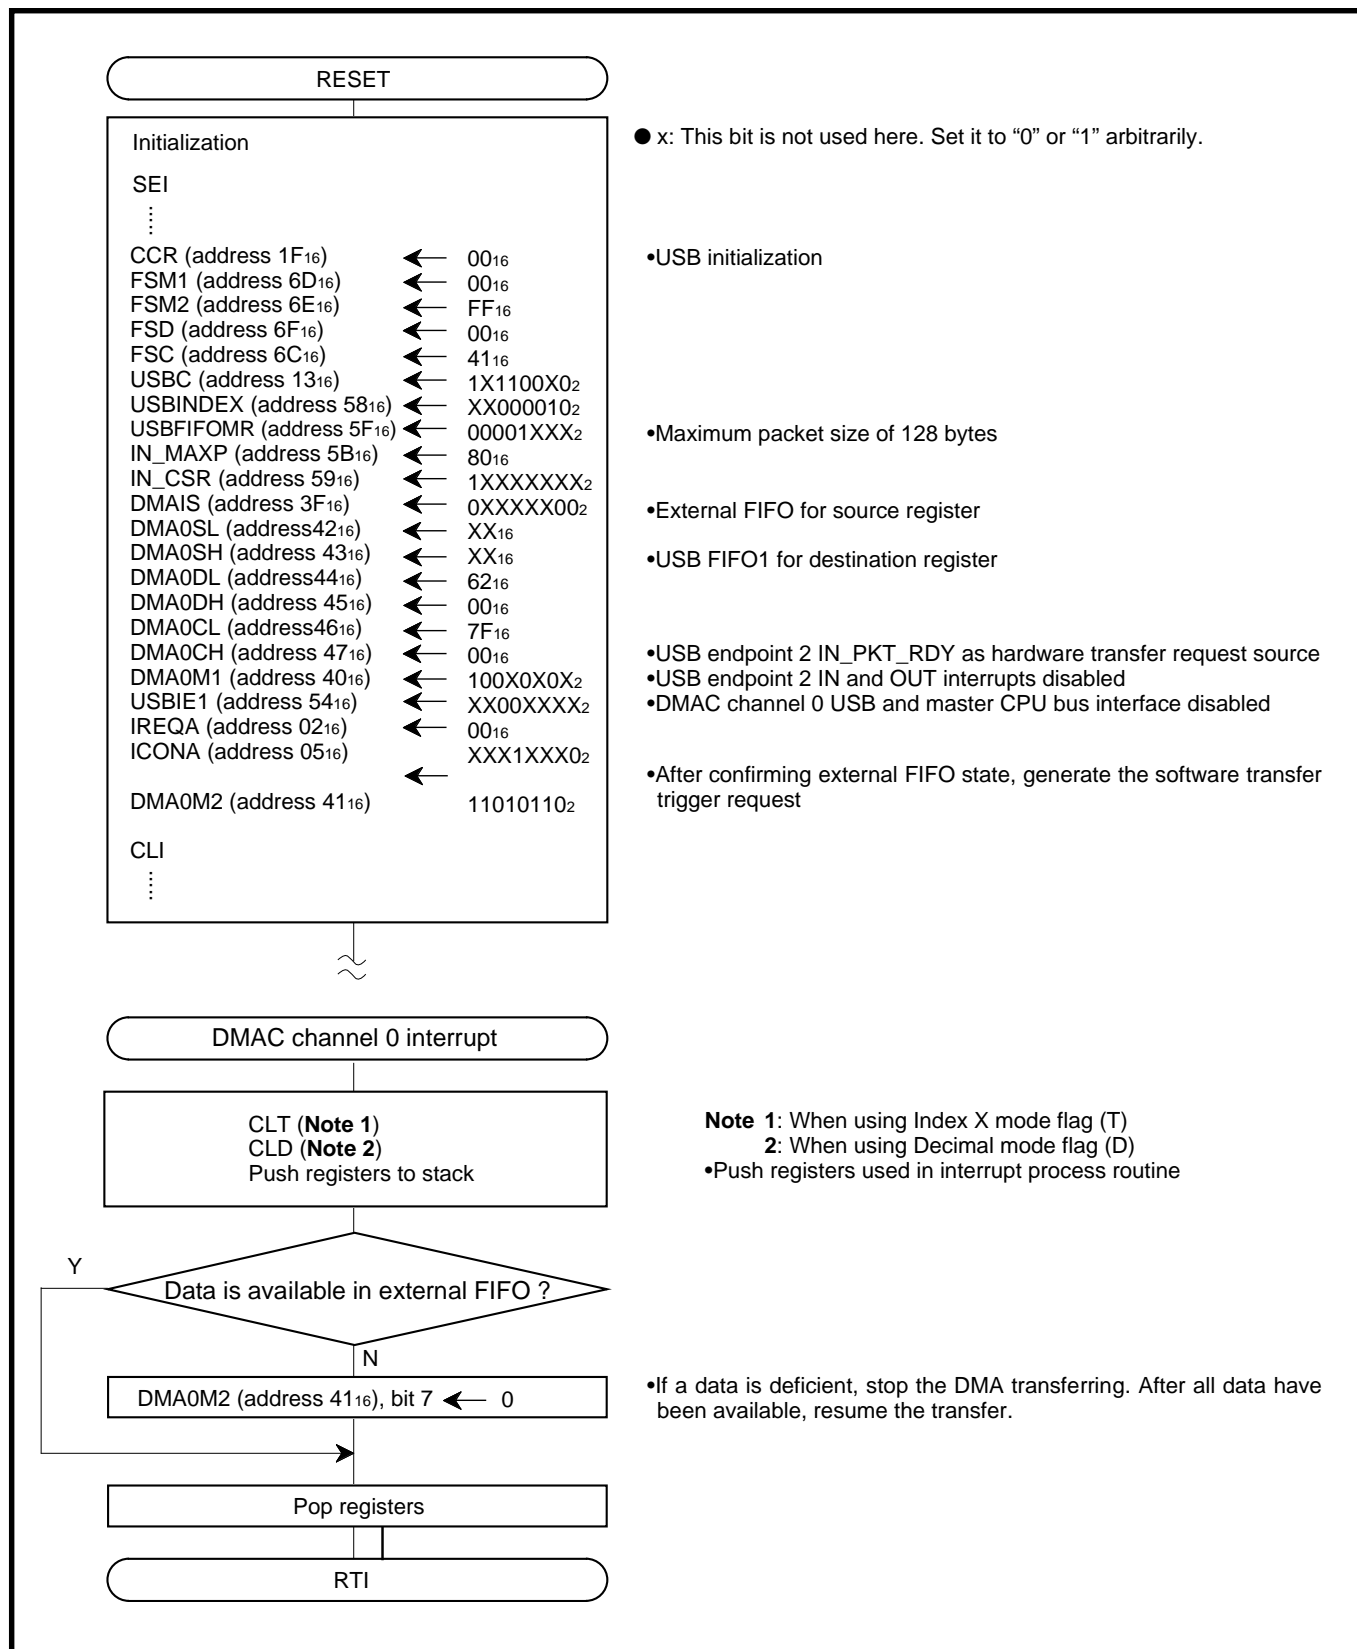 RESET
Initialization
● x: This bit is not used here. Set it to “0” or “1” arbitrarily.
SEI
CCR (address 1F16) 0016 •USB initialization
FSM1 (address 6D16) 0016
FSM2 (address 6E16) FF16
FSD (address 6F16) 0016
FSC (address 6C16) 4116
USBC (address 1316) 1X1100X02
USBINDEX (address 5816) XX0000102
USBFIFOMR (address 5F16) 00001XXX2 •Maximum packet size of 128 bytes
IN_MAXP (address 5B16) 8016
IN_CSR (address 5916) 1XXXXXXX2
DMAIS (address 3F16) 0XXXXX002 •External FIFO for source register
DMA0SL (address4216) XX16
DMA0SH (address 4316) XX16 •USB FIFO1 for destination register
DMA0DL (address4416) 6216
DMA0DH (address 4516) 0016
DMA0CL (address4616) 7F16
DMA0CH (address 4716) 0016 •USB endpoint 2 IN_PKT_RDY as hardware transfer request source
DMA0M1 (address 4016) 100X0X0X2 •USB endpoint 2 IN and OUT interrupts disabled
USBIE1 (address 5416) XX00XXXX2 •DMAC channel 0 USB and master CPU bus interface disabled
IREQA (address 0216) 0016
ICONA (address 0516) XXX1XXX02
•After confirming external FIFO state, generate the software transfer
DMA0M2 (address 4116) 110101102 trigger request
CLI
DMAC channel 0 interrupt
CLT (Note 1) Note 1: When using Index X mode flag (T)
CLD (Note 2) 2: When using Decimal mode flag (D)
Push registers to stack •Push registers used in interrupt process routine
Y
Data is available in external FIFO ?
N
DMA0M2 (address 4116), bit 7 0 •If a data is deficient, stop the DMA transferring. After all data have
been available, resume the transfer.
Pop registers
RTI